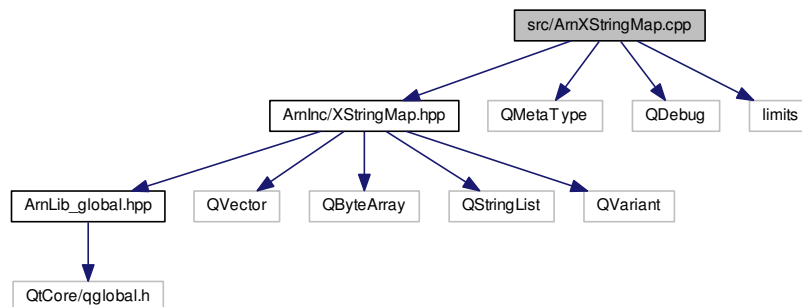 src/ArnXStringMap.cpp
ArnInc/XStringMap.hpp
QMetaType
QDebug
limits
ArnLib_global.hpp
QVector
QByteArray
QStringList
QVariant
QtCore/qglobal.h